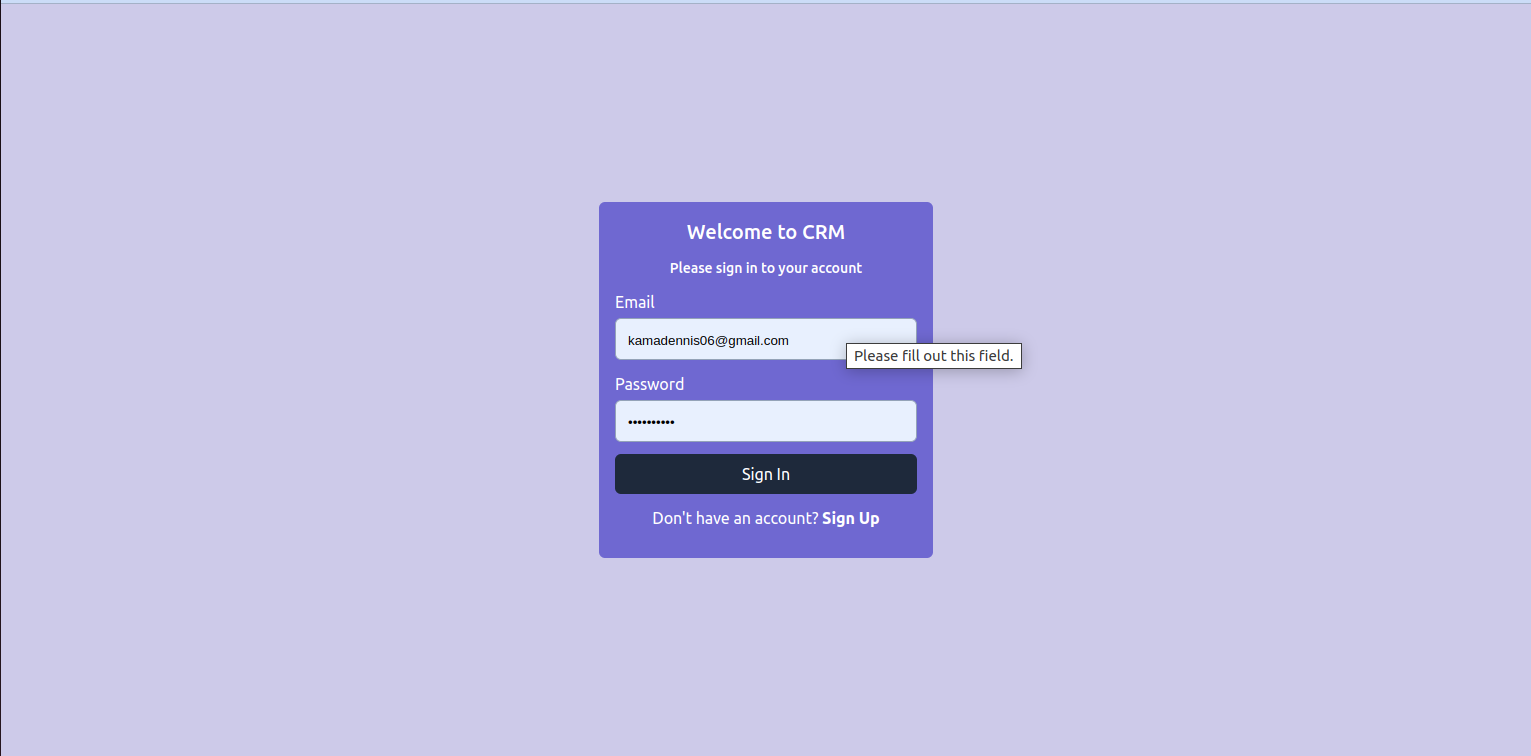 Welcome to CRM
Please sign in to your account
Email
kamadennis06@gmail.com
Please fill out this field.
Password
••••••••••
Sign In
Don't have an account? Sign Up